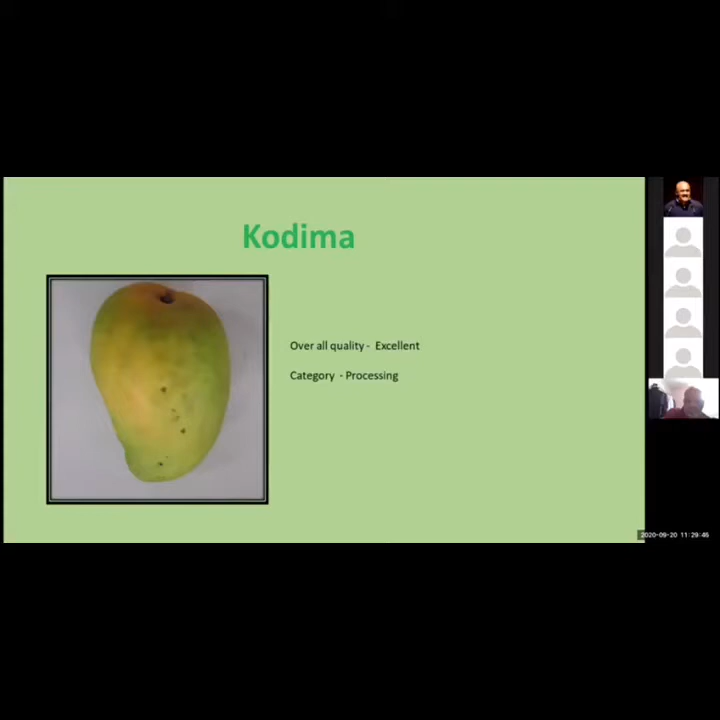 Kodima
Over all quality - Excellent
Category - Processing
2020-09-20 11:29:46